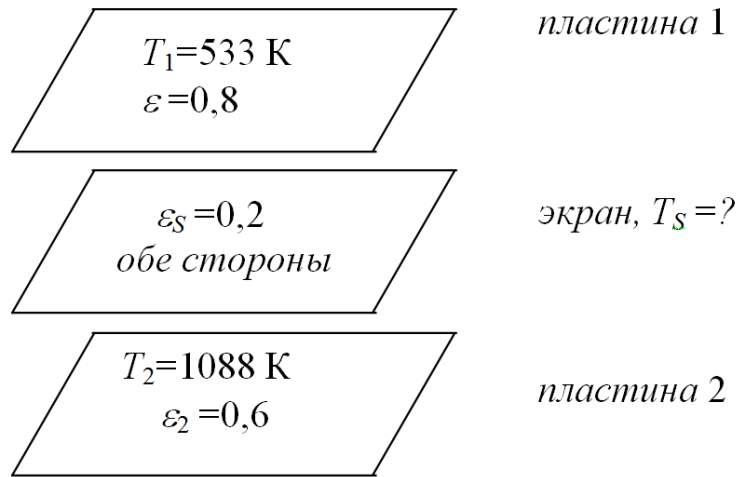 пластина 1
T₁=533 К
ε=0,8
εS=0,2
обе стороны
экран, TS=?
T₂=1088 К
ε₂=0,6
пластина 2